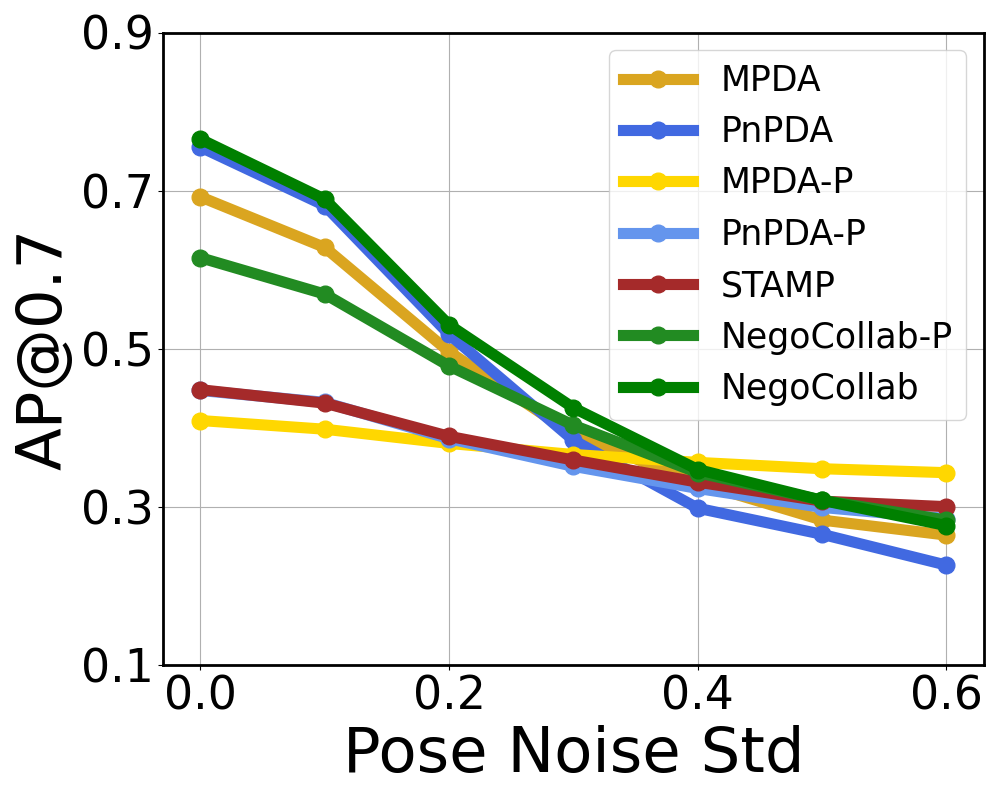 AP@0.7
0.9
0.7
0.5
0.3
0.1
MPDA
PnPDA
MPDA-P
PnPDA-P
STAMP
NegoCollab-P
NegoCollab
0.0 0.2 0.4 0.6
Pose Noise Std